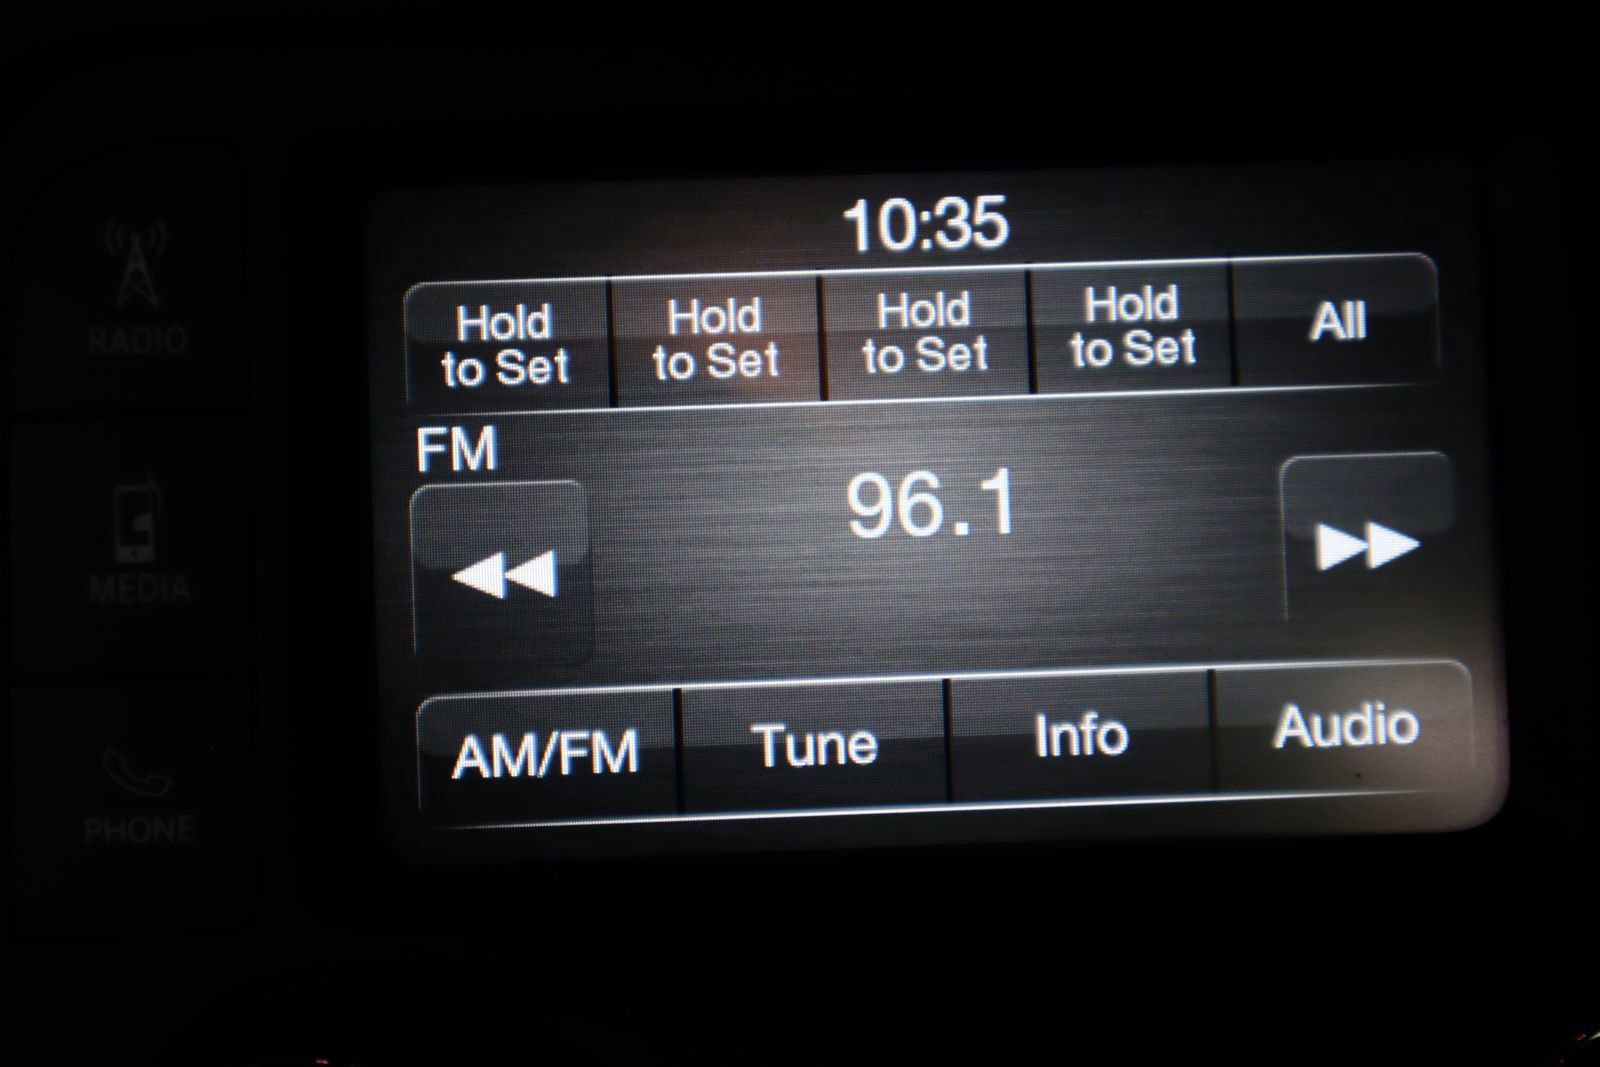 10:35
Hold to Set
Hold to Set
Hold to Set
Hold to Set
All
FM
96.1
AM/FM
Tune
Info
Audio
RADIO
MEDIA
PHONE